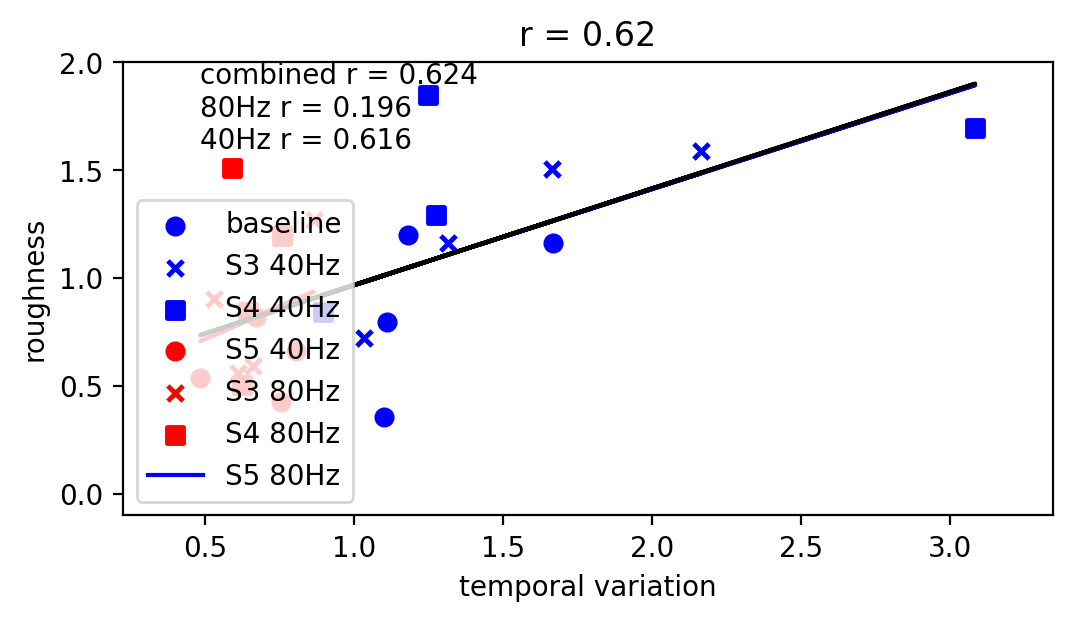 r = 0.62
combined r = 0.624
80Hz r = 0.196
40Hz r = 0.616
2.0
1.5
1.0
0.5
0.0
roughness
baseline
S3 40Hz
S4 40Hz
S5 40Hz
S3 80Hz
S4 80Hz
S5 80Hz
0.5 1.0 1.5 2.0 2.5 3.0
temporal variation